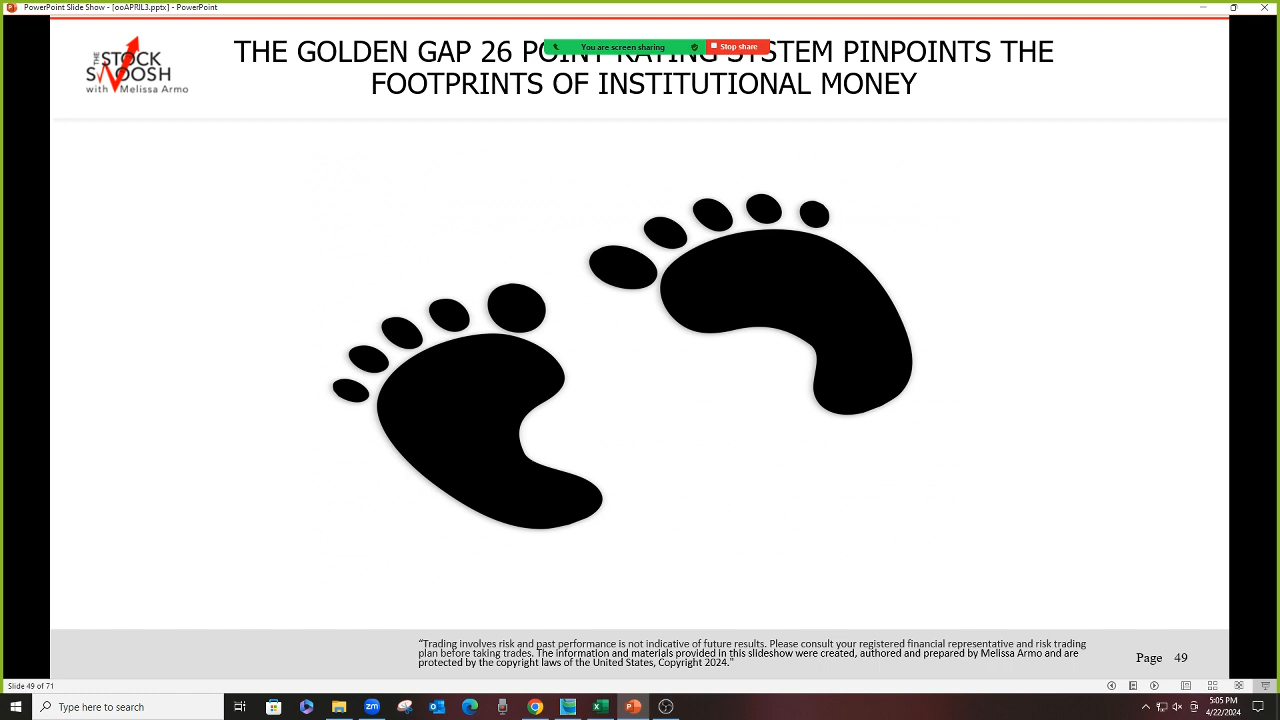 PowerPoint Slide Show - [ooAPRIL3.pptx] - PowerPoint
You are screen sharing
Stop share
THE STOCK
SWOOSH
with Melissa Armo
THE GOLDEN GAP 26 POINT RATING SYSTEM PINPOINTS THE
FOOTPRINTS OF INSTITUTIONAL MONEY
“Trading involves risk and past performance is not indicative of future results. Please consult your registered financial representative and risk trading
plan before taking trades. The information and materials provided in this slideshow were created, authored and prepared by Melissa Armo and are
protected by the copyright laws of the United States, Copyright 2024."
Page 49
Slide 49 of 71
Type here to search
5:05 PM
4/22/2024